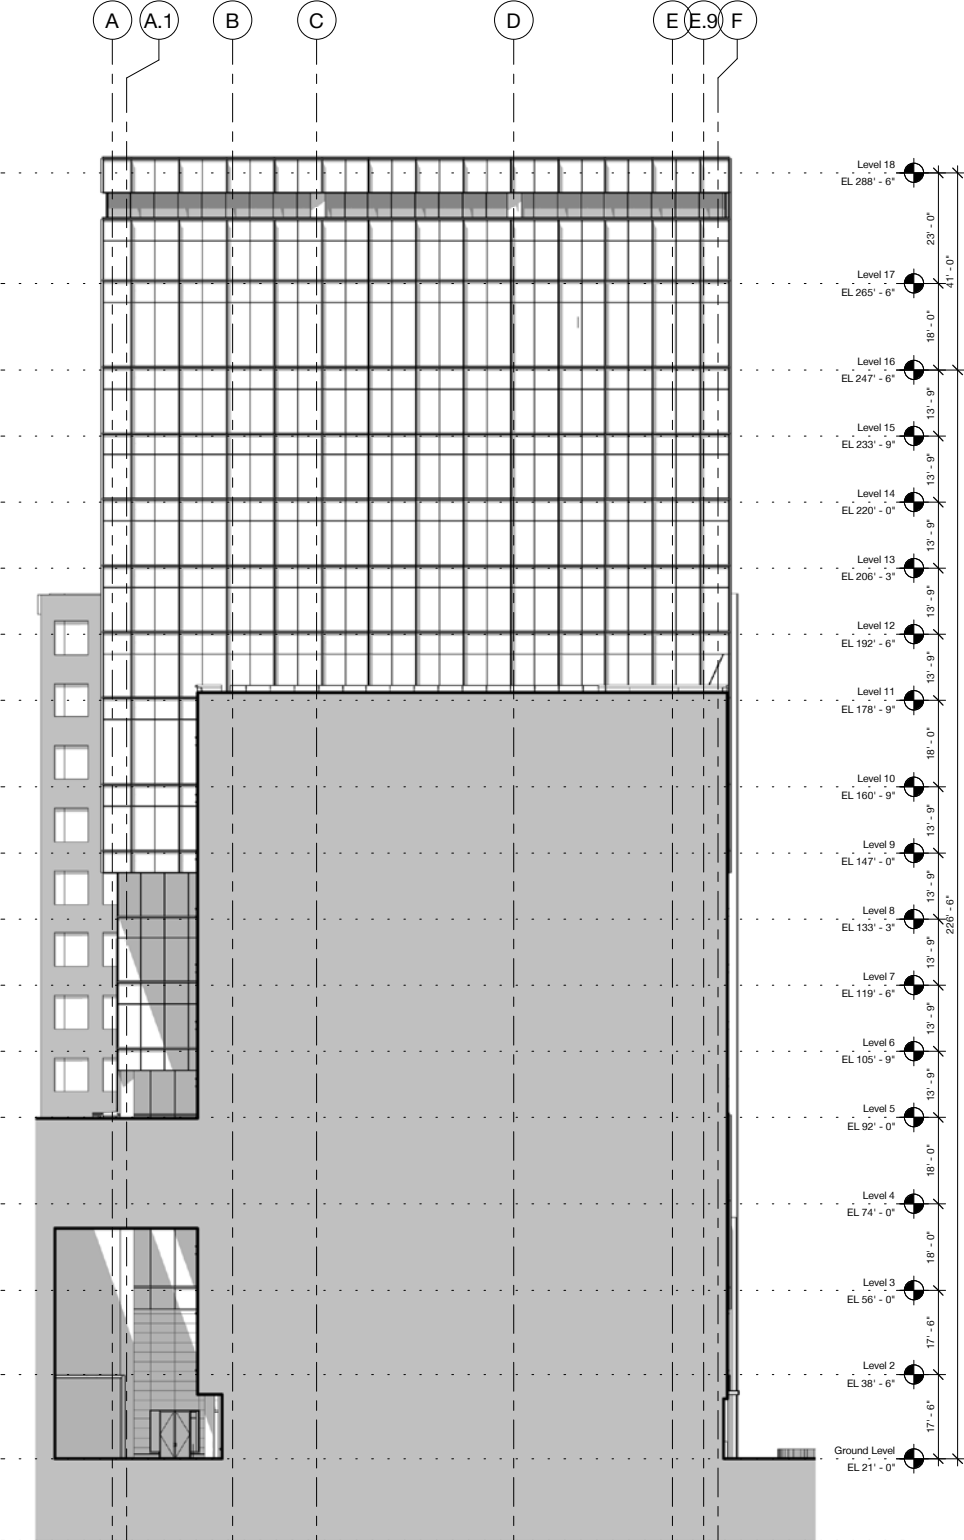 A A.1 B C D E E.9 F
Level 18
EL 288' - 6"
23' - 0"
41' - 0"
Level 17
EL 265' - 6"
18' - 0"
Level 16
EL 247' - 6"
13' - 9"
Level 15
EL 233' - 9"
13' - 9"
Level 14
EL 220' - 0"
13' - 9"
Level 13
EL 206' - 3"
13' - 9"
Level 12
EL 192' - 6"
13' - 9"
Level 11
EL 178' - 9"
18' - 0"
Level 10
EL 160' - 9"
13' - 9"
Level 9
EL 147' - 0"
13' - 9"
Level 8
EL 133' - 3"
226' - 6"
13' - 9"
Level 7
EL 119' - 6"
13' - 9"
Level 6
EL 105' - 9"
13' - 9"
Level 5
EL 92' - 0"
18' - 0"
Level 4
EL 74' - 0"
18' - 0"
Level 3
EL 56' - 0"
17' - 6"
Level 2
EL 38' - 6"
17' - 6"
Ground Level
EL 21' - 0"